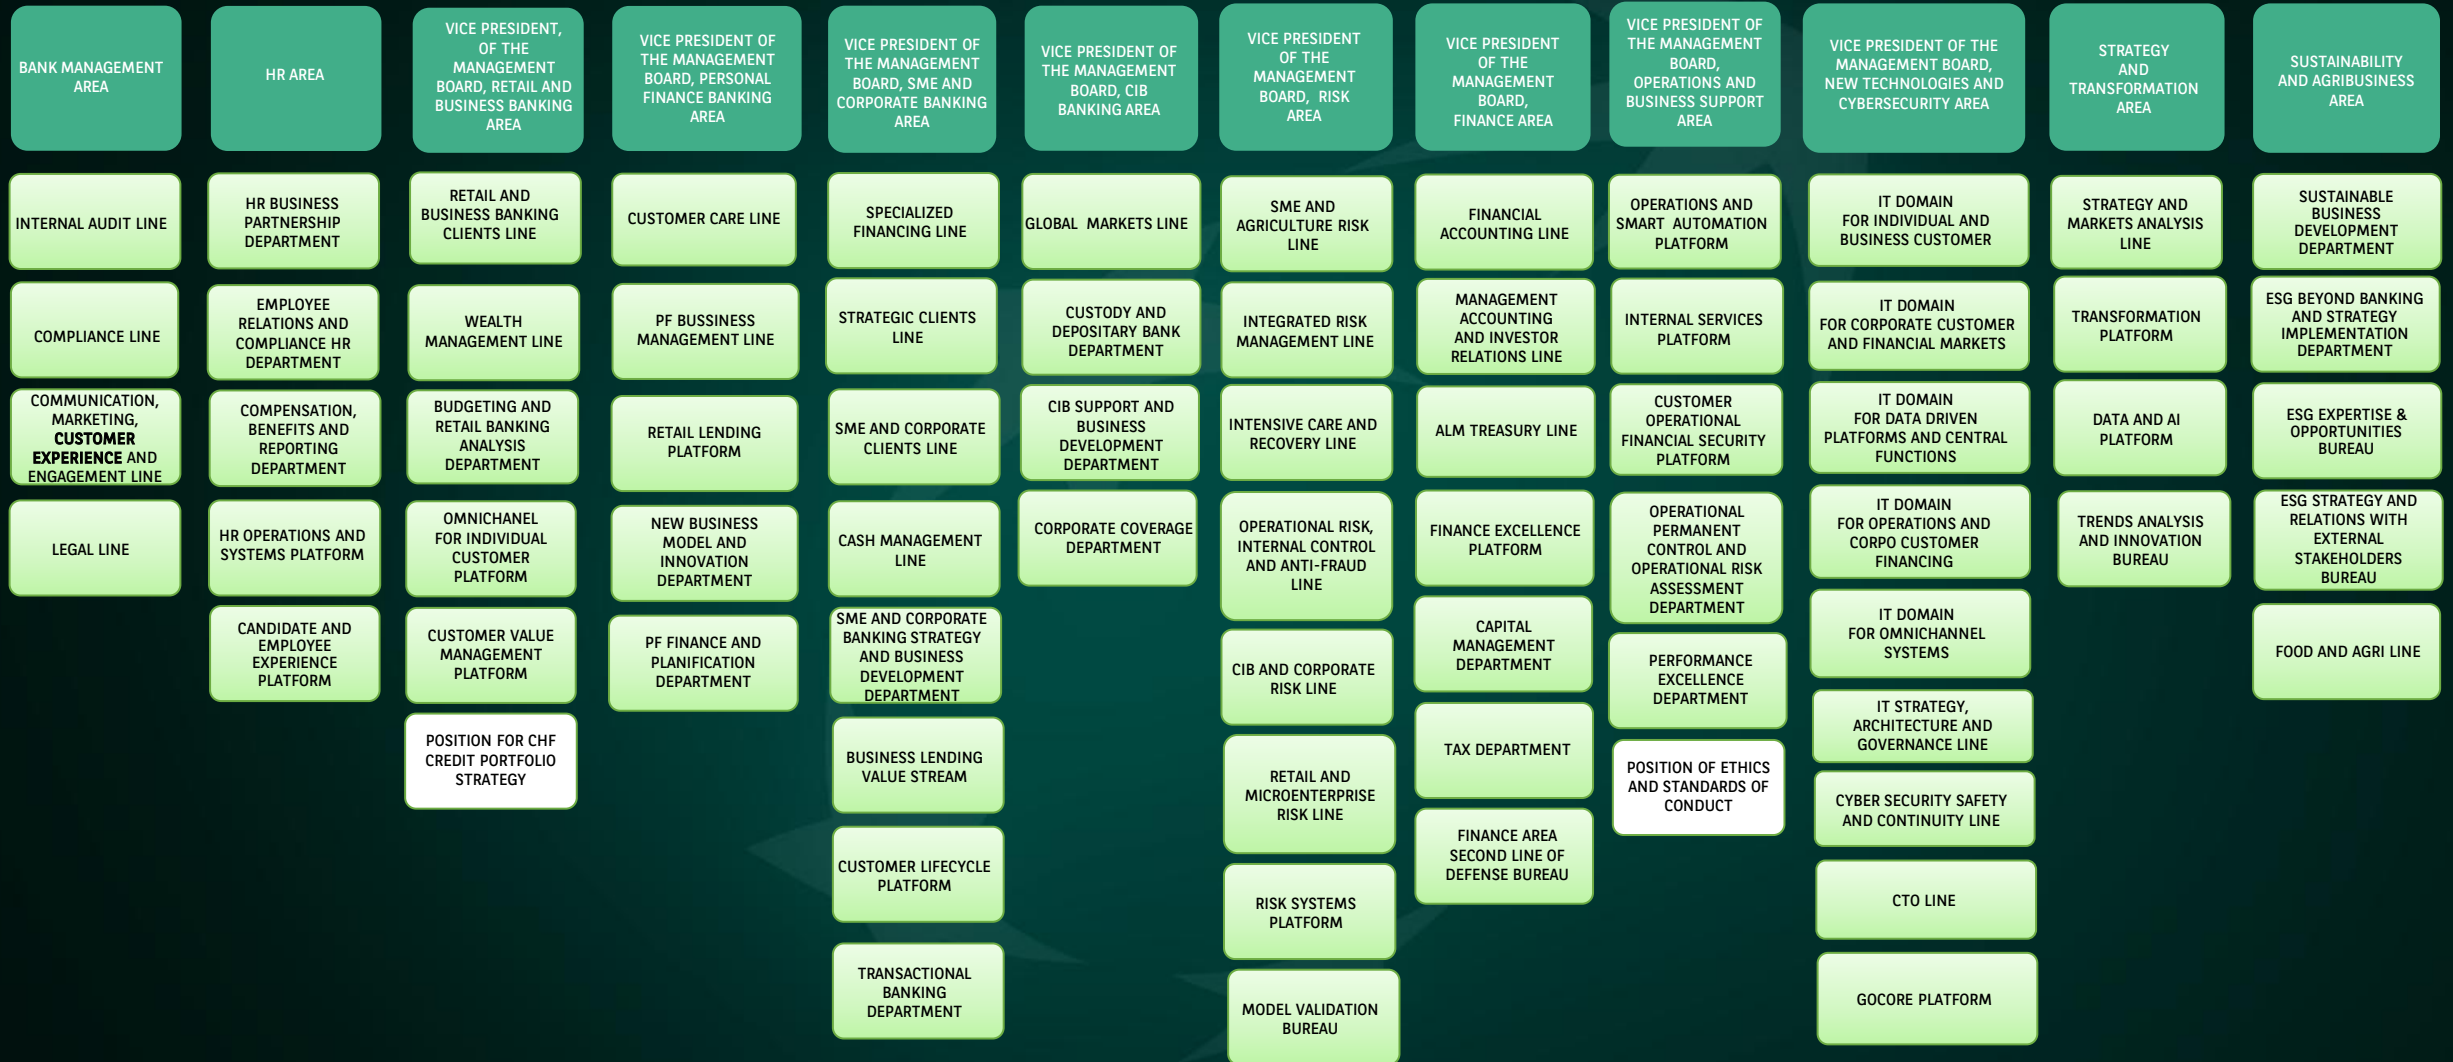 BANK MANAGEMENT
AREA
INTERNAL AUDIT LINE
COMPLIANCE LINE
COMMUNICATION,
MARKETING,
CUSTOMER
EXPERIENCE AND
ENGAGEMENT LINE
LEGAL LINE
HR AREA
HR BUSINESS
PARTNERSHIP
DEPARTMENT
EMPLOYEE
RELATIONS AND
COMPLIANCE HR
DEPARTMENT
COMPENSATION,
BENEFITS AND
REPORTING
DEPARTMENT
HR OPERATIONS AND
SYSTEMS PLATFORM
CANDIDATE AND
EMPLOYEE
EXPERIENCE
PLATFORM
VICE PRESIDENT,
OF THE
MANAGEMENT
BOARD, RETAIL AND
BUSINESS BANKING
AREA
RETAIL AND
BUSINESS BANKING
CLIENTS LINE
WEALTH
MANAGEMENT LINE
BUDGETING AND
RETAIL BANKING
ANALYSIS
DEPARTMENT
OMNICHANEL
FOR INDIVIDUAL
CUSTOMER
PLATFORM
CUSTOMER VALUE
MANAGEMENT
PLATFORM
POSITION FOR CHF
CREDIT PORTFOLIO
STRATEGY
VICE PRESIDENT OF
THE MANAGEMENT
BOARD, PERSONAL
FINANCE BANKING
AREA
CUSTOMER CARE LINE
PF BUSSINESS
MANAGEMENT LINE
RETAIL LENDING
PLATFORM
NEW BUSINESS
MODEL AND
INNOVATION
DEPARTMENT
PF FINANCE AND
PLANIFICATION
DEPARTMENT
VICE PRESIDENT OF
THE MANAGEMENT
BOARD, SME AND
CORPORATE BANKING
AREA
SPECIALIZED
FINANCING LINE
STRATEGIC CLIENTS
LINE
SME AND CORPORATE
CLIENTS LINE
CASH MANAGEMENT
LINE
SME AND CORPORATE
BANKING STRATEGY
AND BUSINESS
DEVELOPMENT
DEPARTMENT
BUSINESS LENDING
VALUE STREAM
CUSTOMER LIFECYCLE
PLATFORM
TRANSACTIONAL
BANKING
DEPARTMENT
VICE PRESIDENT OF
THE MANAGEMENT
BOARD, CIB
BANKING AREA
GLOBAL MARKETS LINE
CUSTODY AND
DEPOSITARY BANK
DEPARTMENT
CIB SUPPORT AND
BUSINESS
DEVELOPMENT
DEPARTMENT
CORPORATE COVERAGE
DEPARTMENT
VICE PRESIDENT
OF THE
MANAGEMENT
BOARD, RISK
AREA
SME AND
AGRICULTURE RISK
LINE
INTEGRATED RISK
MANAGEMENT LINE
INTENSIVE CARE AND
RECOVERY LINE
OPERATIONAL RISK,
INTERNAL CONTROL
AND ANTI-FRAUD
LINE
CIB AND CORPORATE
RISK LINE
RETAIL AND
MICROENTERPRISE
RISK LINE
RISK SYSTEMS
PLATFORM
MODEL VALIDATION
BUREAU
VICE PRESIDENT
OF THE
MANAGEMENT
BOARD,
FINANCE AREA
FINANCIAL
ACCOUNTING LINE
MANAGEMENT
ACCOUNTING
AND INVESTOR
RELATIONS LINE
ALM TREASURY LINE
FINANCE EXCELLENCE
PLATFORM
CAPITAL
MANAGEMENT
DEPARTMENT
TAX DEPARTMENT
FINANCE AREA
SECOND LINE OF
DEFENSE BUREAU
VICE PRESIDENT OF
THE MANAGEMENT
BOARD,
OPERATIONS AND
BUSINESS SUPPORT
AREA
OPERATIONS AND
SMART AUTOMATION
PLATFORM
INTERNAL SERVICES
PLATFORM
CUSTOMER
OPERATIONAL
FINANCIAL SECURITY
PLATFORM
OPERATIONAL
PERMANENT
CONTROL AND
OPERATIONAL RISK
ASSESSMENT
DEPARTMENT
PERFORMANCE
EXCELLENCE
DEPARTMENT
POSITION OF ETHICS
AND STANDARDS OF
CONDUCT
VICE PRESIDENT OF THE
MANAGEMENT BOARD,
NEW TECHNOLOGIES AND
CYBERSECURITY AREA
IT DOMAIN
FOR INDIVIDUAL AND
BUSINESS CUSTOMER
IT DOMAIN
FOR CORPORATE CUSTOMER
AND FINANCIAL MARKETS
IT DOMAIN
FOR DATA DRIVEN
PLATFORMS AND CENTRAL
FUNCTIONS
IT DOMAIN
FOR OPERATIONS AND
CORPO CUSTOMER
FINANCING
IT DOMAIN
FOR OMNICHANNEL
SYSTEMS
IT STRATEGY,
ARCHITECTURE AND
GOVERNANCE LINE
CYBER SECURITY SAFETY
AND CONTINUITY LINE
CTO LINE
GOCORE PLATFORM
STRATEGY
AND
TRANSFORMATION
AREA
STRATEGY AND
MARKETS ANALYSIS
LINE
TRANSFORMATION
PLATFORM
DATA AND AI
PLATFORM
TRENDS ANALYSIS
AND INNOVATION
BUREAU
SUSTAINABILITY
AND AGRIBUSINESS
AREA
SUSTAINABLE
BUSINESS
DEVELOPMENT
DEPARTMENT
ESG BEYOND BANKING
AND STRATEGY
IMPLEMENTATION
DEPARTMENT
ESG EXPERTISE &
OPPORTUNITIES
BUREAU
ESG STRATEGY AND
RELATIONS WITH
EXTERNAL
STAKEHOLDERS
BUREAU
FOOD AND AGRI LINE